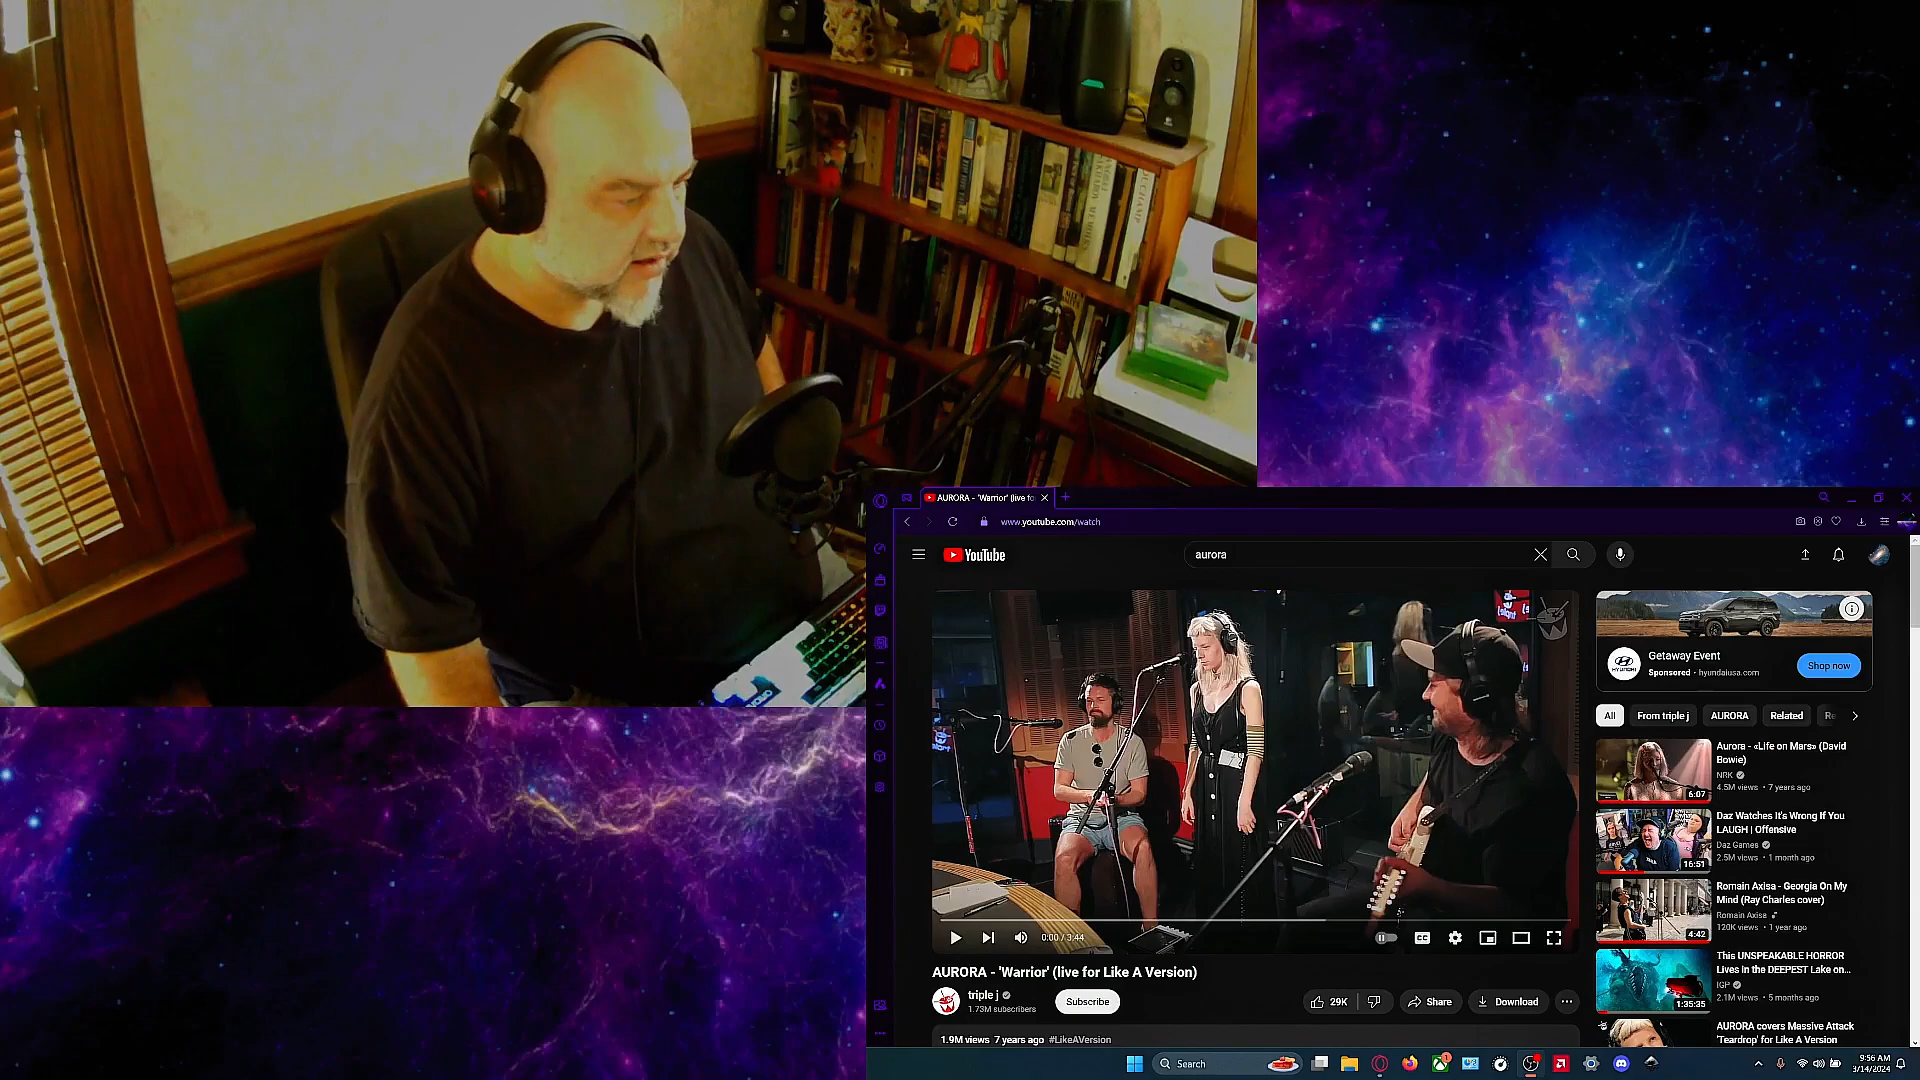 DUCHAMP
AURORA - 'Warrior' (live fo
www.youtube.com/watch
YouTube
aurora
0:00 / 3:44
AURORA - 'Warrior' (live for Like A Version)
triple j
1.73M subscribers
Subscribe
29K
Share
Download
1.9M views 7 years ago #LikeAVersion
Getaway Event
Sponsored · hyundaiusa.com
Shop now
All
From triple j
AURORA
Related
Re
Aurora - «Life on Mars» (David
Bowie)
NRK
4.5M views · 7 years ago
6:07
Daz Watches It's Wrong If You
LAUGH | Offensive
Daz Games
2.5M views · 1 month ago
16:51
Romain Axisa - Georgia On My
Mind (Ray Charles cover)
Romain Axisa
120K views · 1 year ago
4:42
This UNSPEAKABLE HORROR
Lives in the DEEPEST Lake on...
IGP
2.1M views · 5 months ago
1:35:35
AURORA covers Massive Attack
'Teardrop' for Like A Version
Search
9:56 AM
3/14/2024